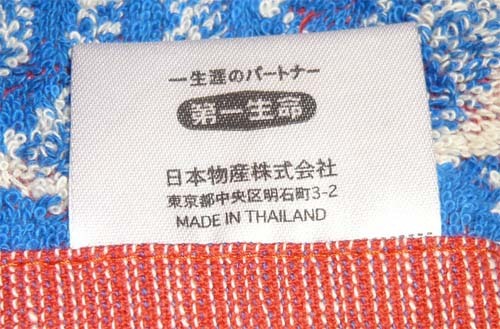 一生涯のパートナー
第一生命
日本物産株式会社
東京都中央区明石町3-2
MADE IN THAILAND